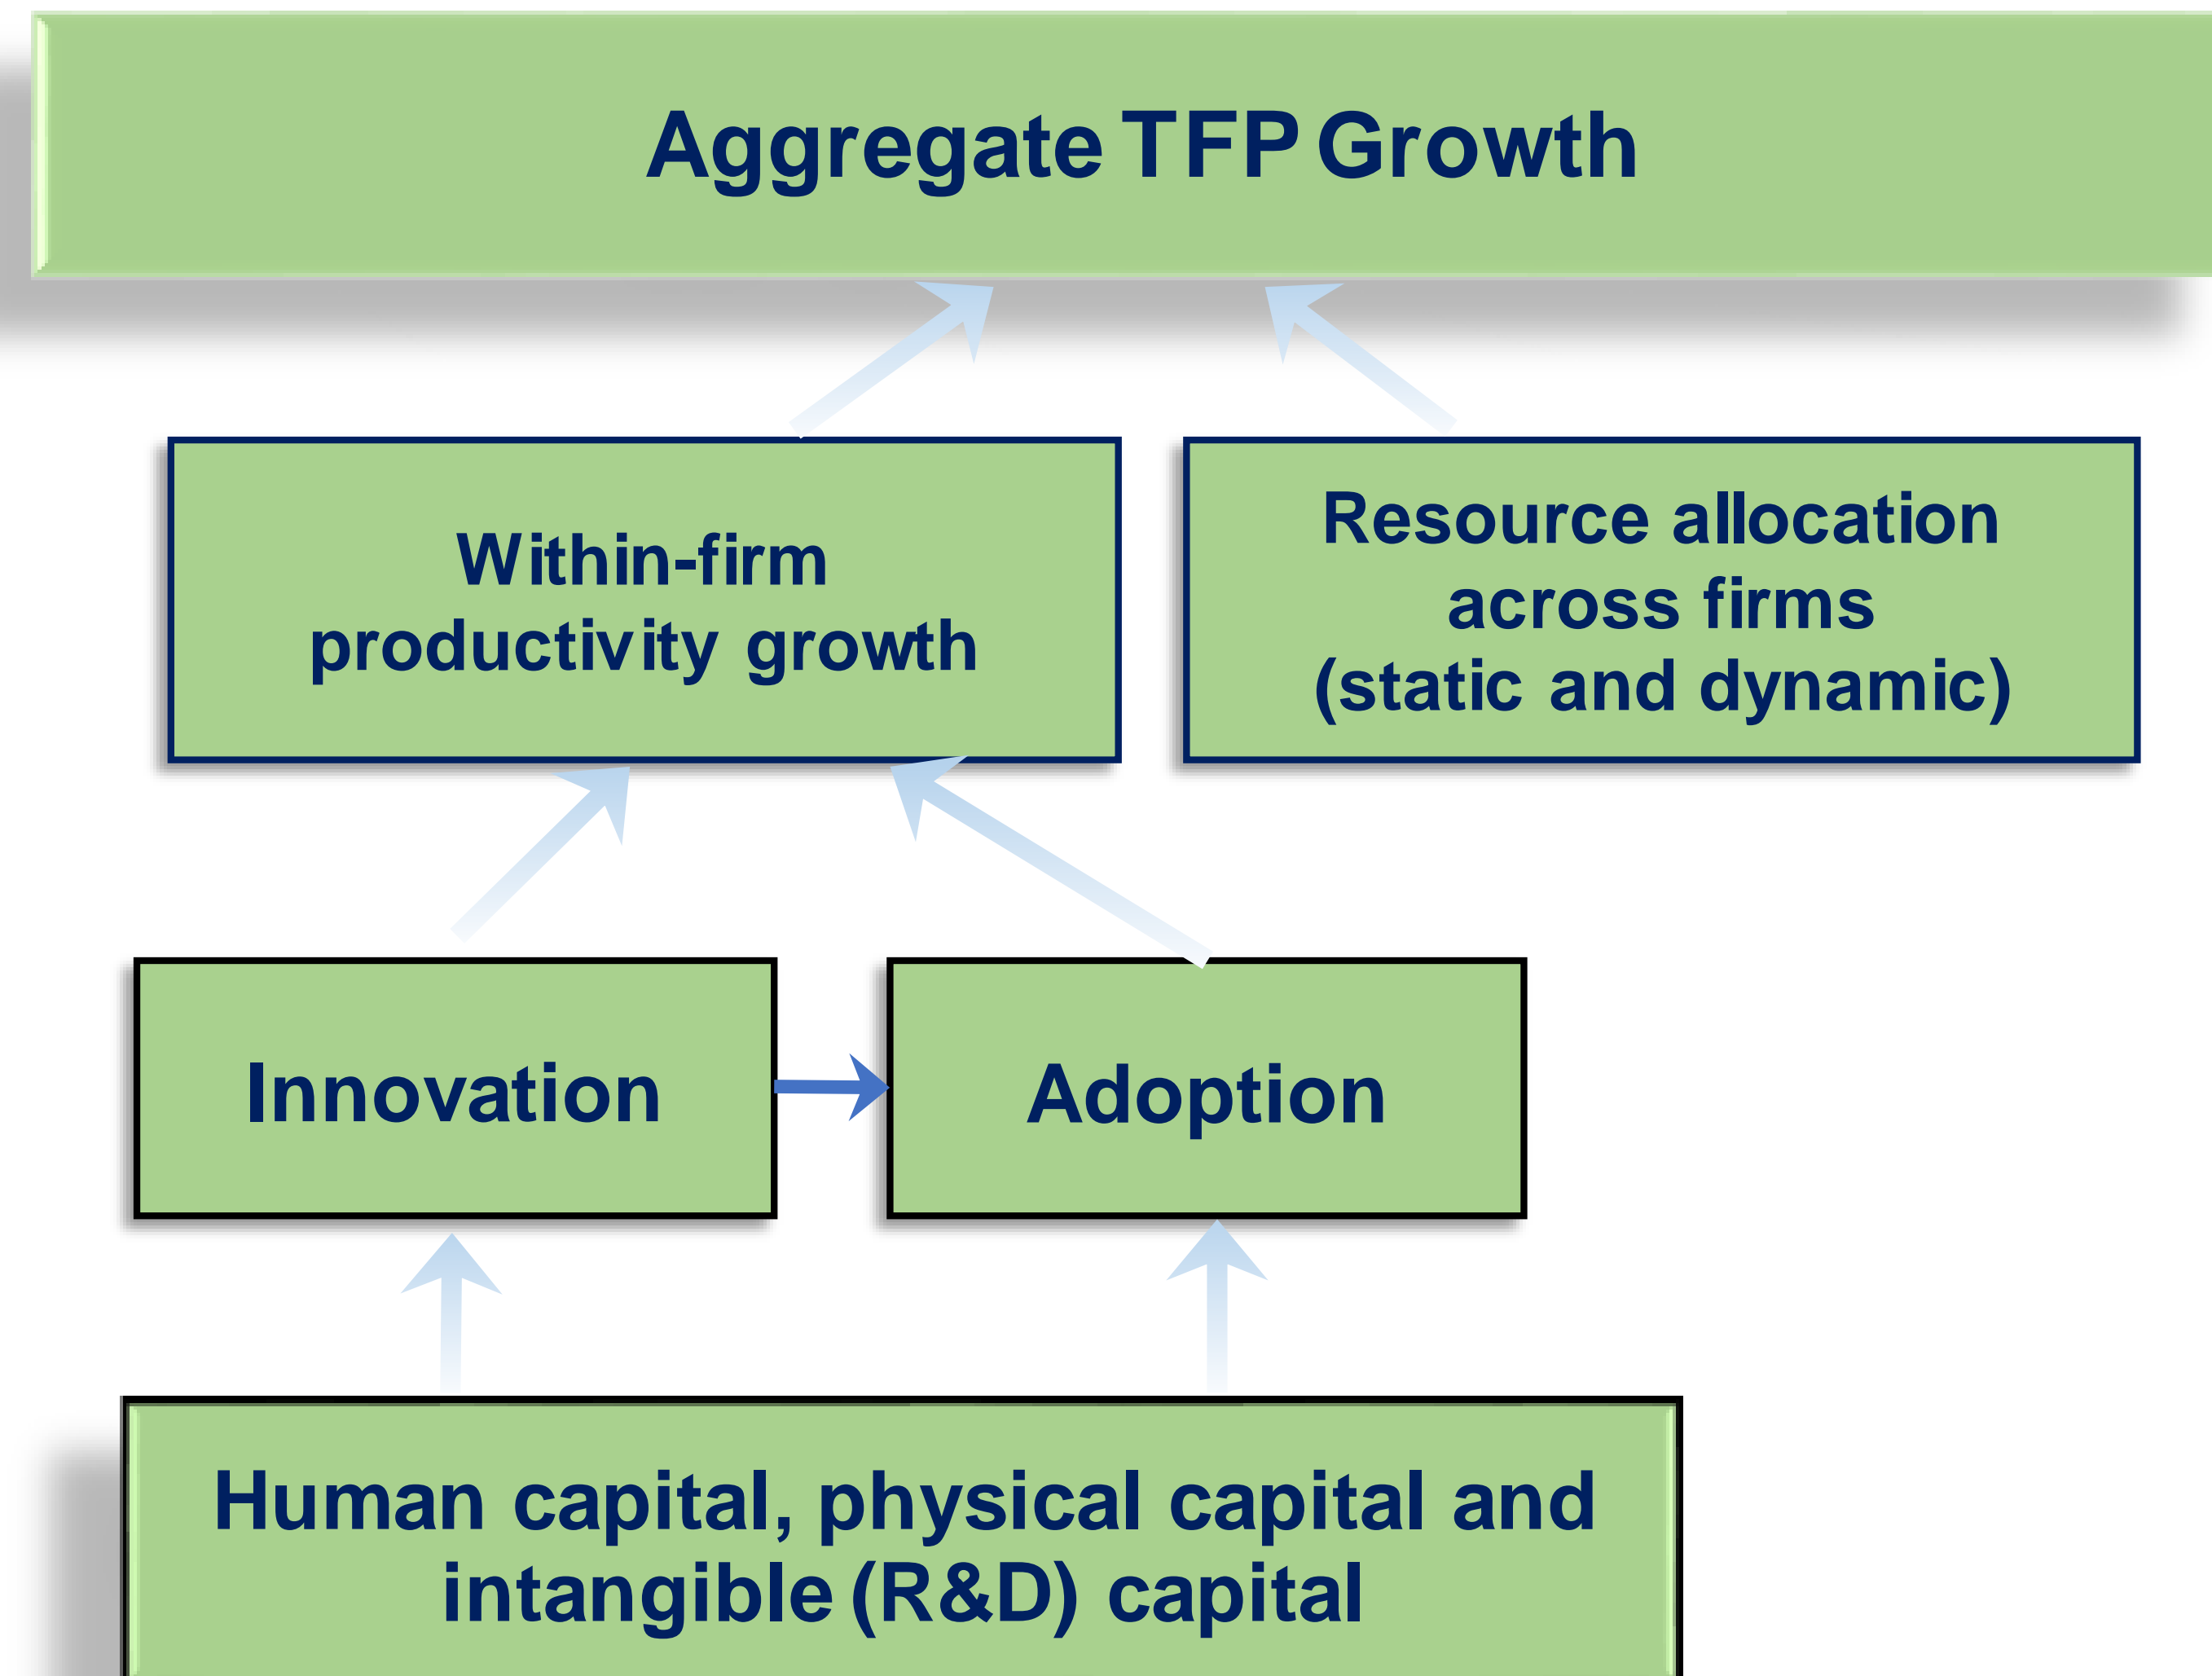 Aggregate TFP Growth
Within-firm
productivity growth
Resource allocation
across firms
(static and dynamic)
Innovation
Adoption
Human capital, physical capital and
intangible (R&D) capital